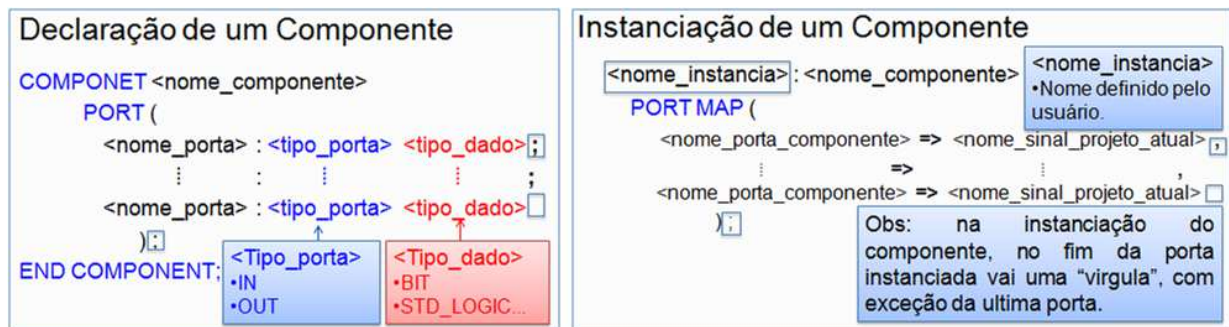 Declaração de um Componente
COMPONET <nome_componente>
PORT (
<nome_porta> : <tipo_porta> <tipo_dado>;
: ;
<nome_porta> : <tipo_porta> <tipo_dado>
);
END COMPONENT;
<Tipo_porta>
•IN
•OUT
<Tipo_dado>
•BIT
•STD_LOGIC...
Instanciação de um Componente
<nome_instancia> : <nome_componente>
PORT MAP (
<nome_porta_componente> => <nome_sinal_projeto_atual> ,
=> ,
<nome_porta_componente> => <nome_sinal_projeto_atual>
);
<nome_instancia>
•Nome definido pelo
usuário.
Obs: na instanciação do
componente, no fim da porta
instanciada vai uma “virgula”, com
exceção da ultima porta.